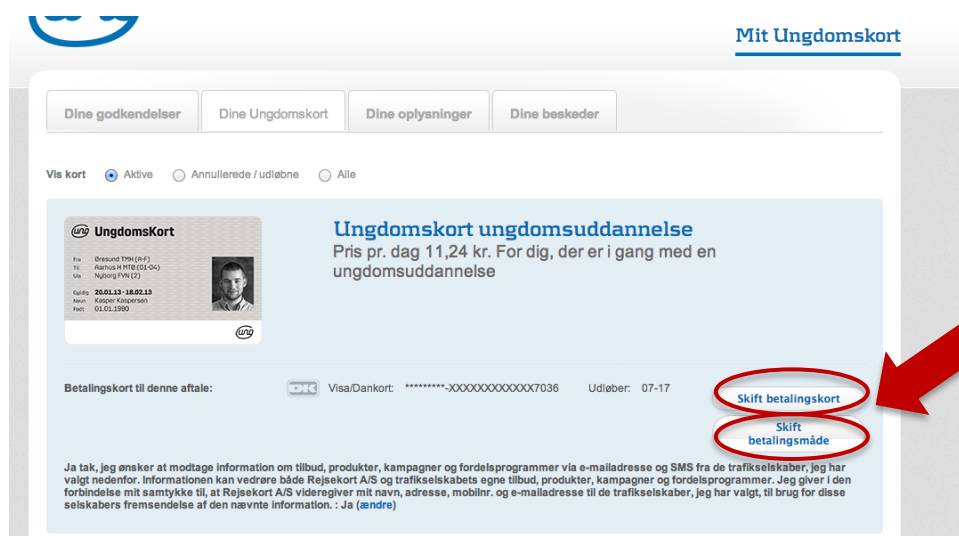 ung
Mit Ungdomskort
Dine godkendelser
Dine Ungdomskort
Dine oplysninger
Dine beskeder
Vis kort Aktive Annullerede / udløbne Alle
ung UngdomsKort
Fra Øresund TMH (A-F)
Til Aarhus H MTØ (01-04)
Via Nyborg FYN (2)
Gyldig 20.01.13 - 18.02.13
Navn Kasper Kaspersen
Født 01.01.1990
ung
Ungdomskort ungdomsuddannelse
Pris pr. dag 11,24 kr. For dig, der er i gang med en
ungdomsuddannelse
Betalingskort til denne aftale: DK Visa/Dankort: *********-XXXXXXXXXXXX7036 Udløber: 07-17
Skift betalingskort
Skift
betalingsmåde
Ja tak, jeg ønsker at modtage information om tilbud, produkter, kampagner og fordelsprogrammer via e-mailadresse og SMS fra de trafikselskaber, jeg har
valgt nedenfor. Informationen kan vedrøre både Rejsekort A/S og trafikselskabets egne tilbud, produkter, kampagner og fordelsprogrammer. Jeg giver i den
forbindelse mit samtykke til, at Rejsekort A/S videregiver mit navn, adresse, mobilnr. og e-mailadresse til de trafikselskaber, jeg har valgt, til brug for disse
selskabers fremsendelse af den nævnte information. : Ja (ændre)